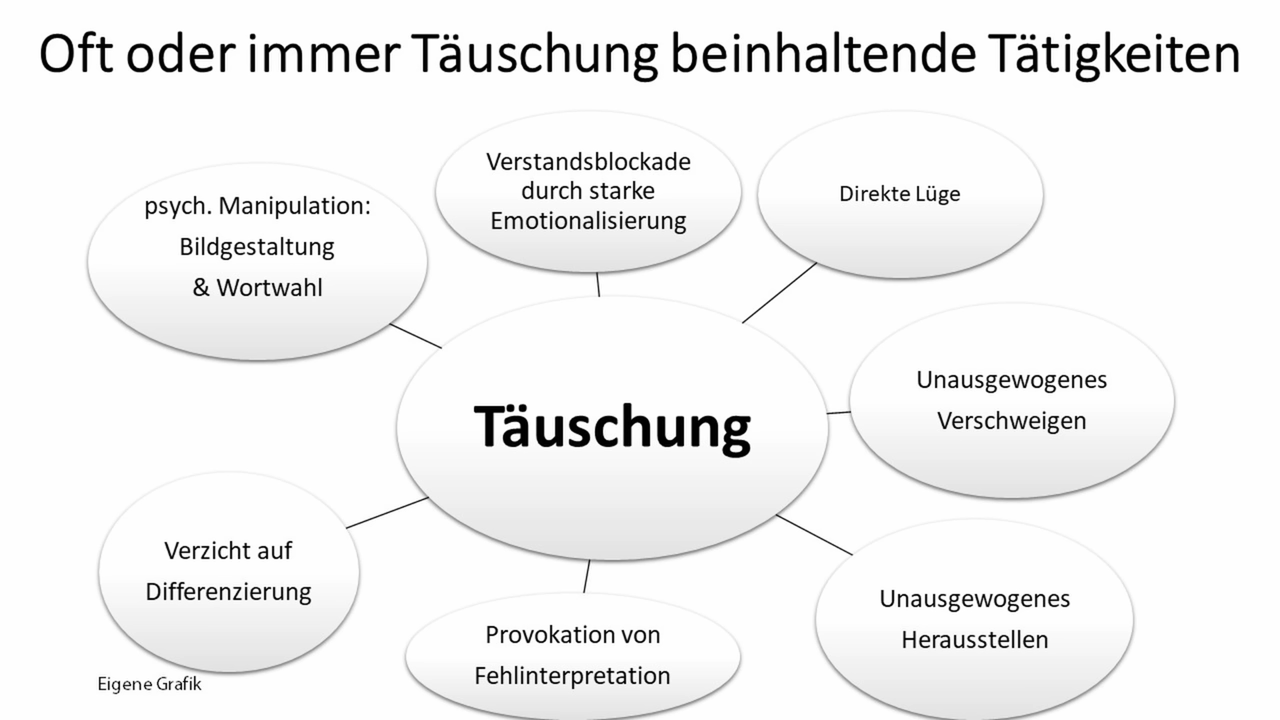 Oft oder immer Täuschung beinhaltende Tätigkeiten
psych. Manipulation:
Bildgestaltung
& Wortwahl
Verstandsblockade
durch starke
Emotionalisierung
Direkte Lüge
Täuschung
Unausgewogenes
Verschweigen
Verzicht auf
Differenzierung
Provokation von
Fehlinterpretation
Unausgewogenes
Herausstellen
Eigene Grafik